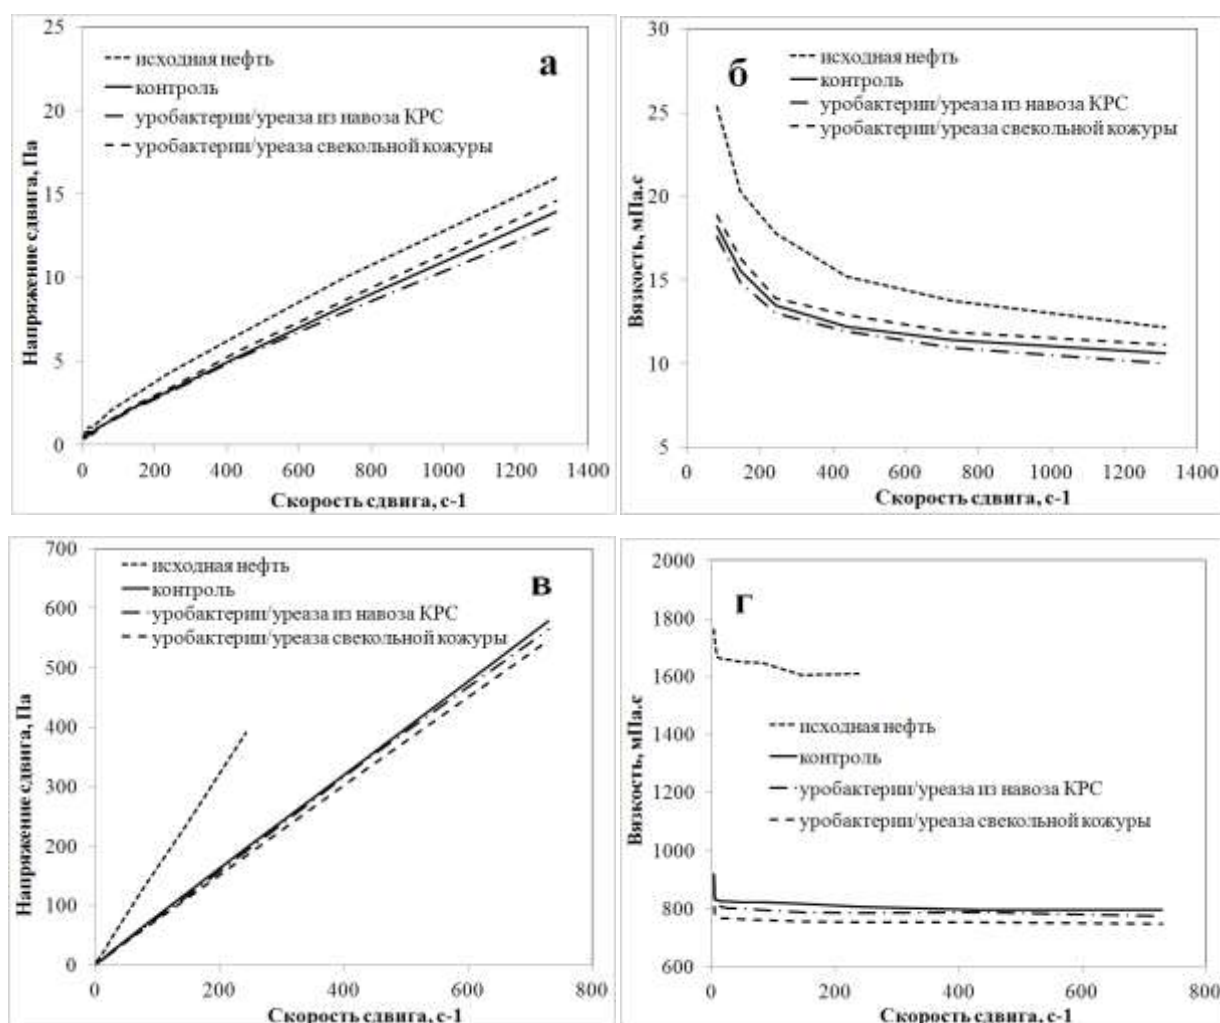 25
20
15
10
5
0
Напряжение сдвига, Па
исходная нефть
контроль
уробактерии/уреаза из навоза КРС
уробактерии/уреаза свекольной кожуры
а
0 200 400 600 800 1000 1200 1400
Скорость сдвига, с-1
30
25
20
15
10
5
Вязкость, мПа.с
исходная нефть
контроль
уробактерии/уреаза из навоза КРС
уробактерии/уреаза свекольной кожуры
б
0 200 400 600 800 1000 1200 1400
Скорость сдвига, с-1
700
600
500
400
300
200
100
0
Напряжение сдвига, Па
исходная нефть
контроль
уробактерии/уреаза из навоза КРС
уробактерии/уреаза свекольной кожуры
в
0 200 400 600 800
Скорость сдвига, с-1
2000
1800
1600
1400
1200
1000
800
600
Вязкость, мПа.с
г
исходная нефть
контроль
уробактерии/уреаза из навоза КРС
уробактерии/уреаза свекольной кожуры
0 200 400 600 800
Скорость сдвига, с-1